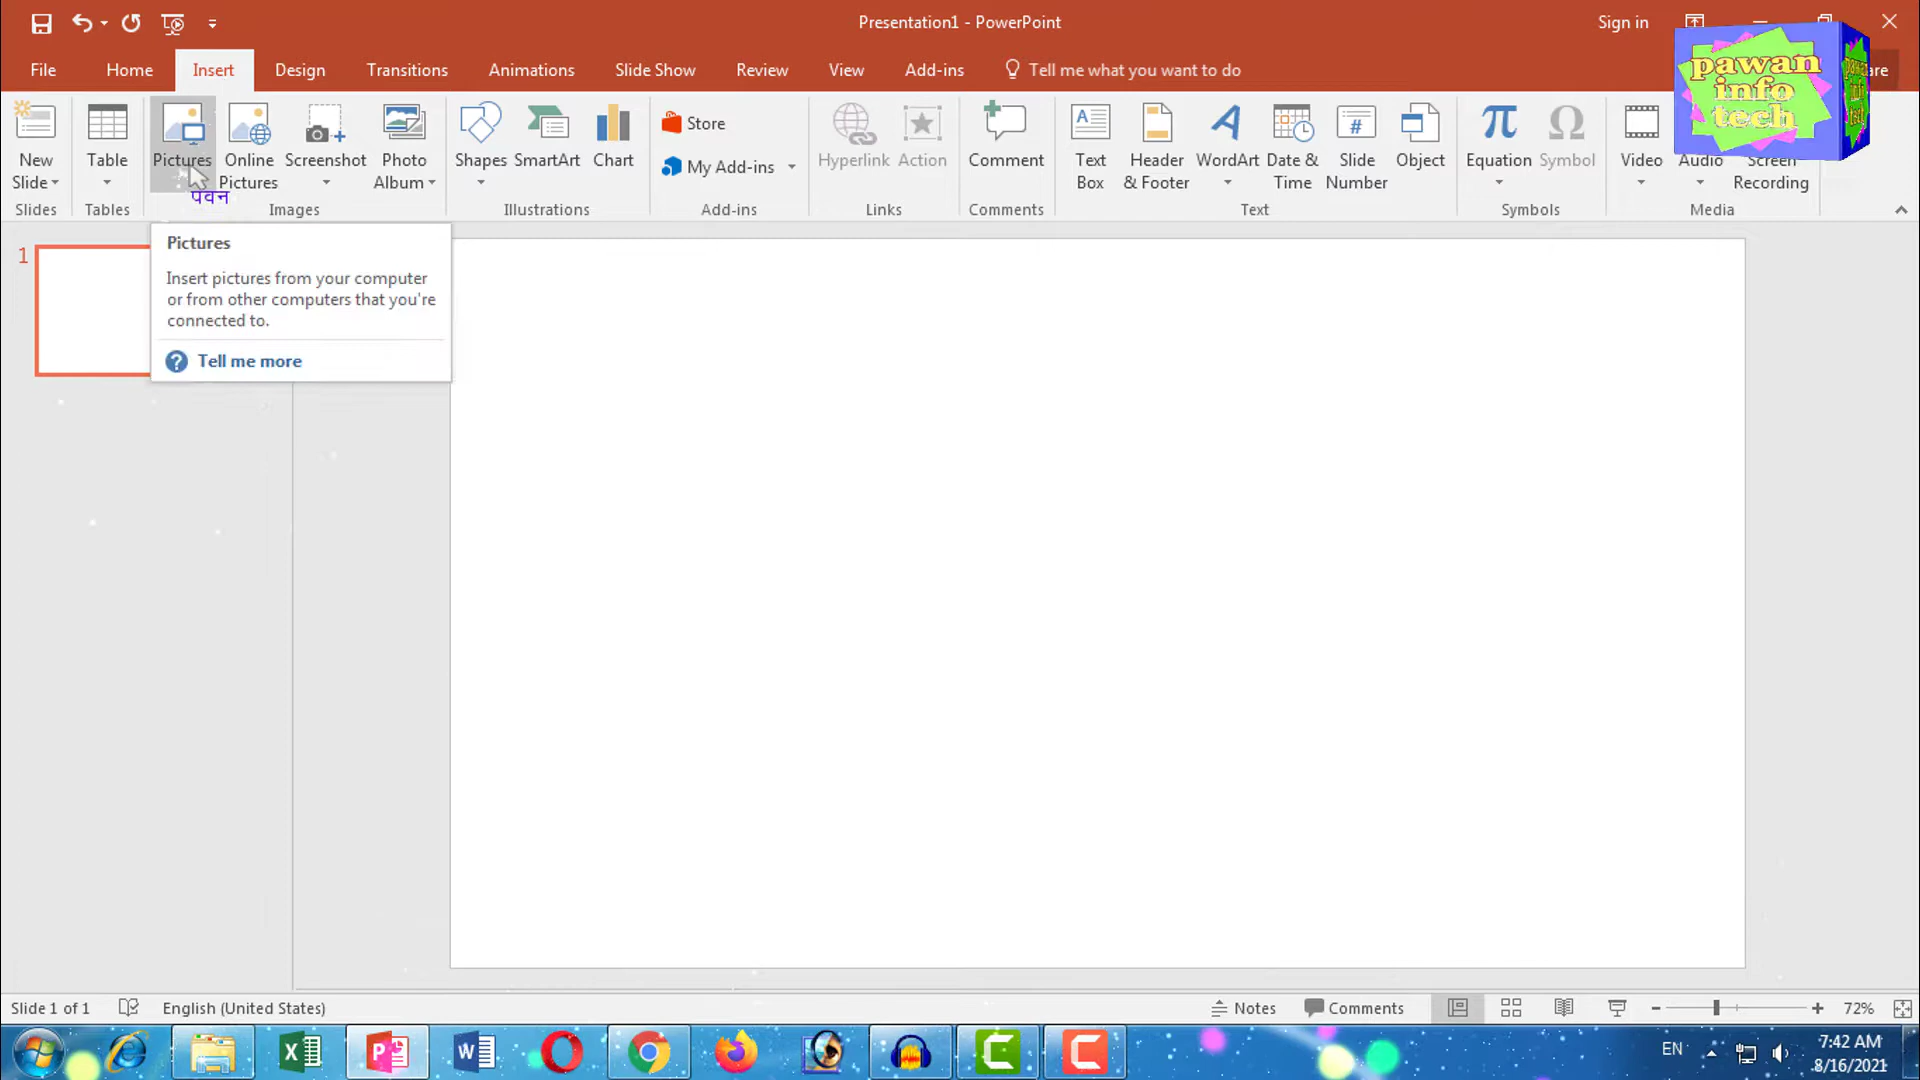 Presentation1 - PowerPoint
Sign in
File
Home
Insert
Design
Transitions
Animations
Slide Show
Review
View
Add-ins
Tell me what you want to do
are
pawan
info
tech
New
Slide
Table
Pictures
Online
Pictures
Screenshot
Photo
Album
Shapes
SmartArt
Chart
Store
My Add-ins
Hyperlink
Action
Comment
Text
Box
Header
& Footer
WordArt
Date &
Time
Slide
Number
Object
Equation
Symbol
Video
Audio
Screen
Recording
पवन
Slides
Tables
Images
Illustrations
Add-ins
Links
Comments
Text
Symbols
Media
1
Pictures
Insert pictures from your computer
or from other computers that you're
connected to.
Tell me more
Slide 1 of 1
English (United States)
Notes
Comments
72%
EN
7:42 AM
8/16/2021